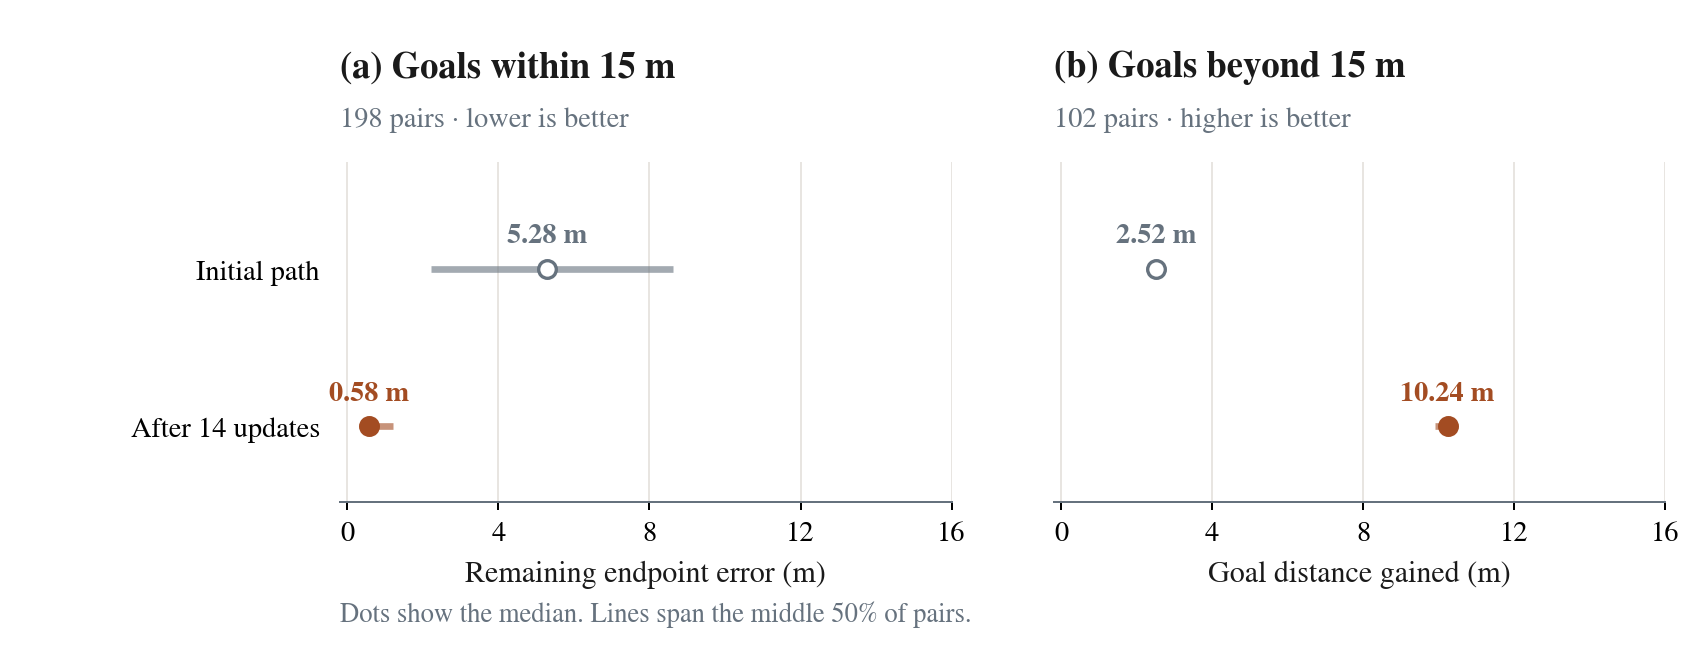 (a) Goals within 15 m
198 pairs · lower is better
5.28 m
Initial path
0.58 m
After 14 updates
0 4 8 12 16
Remaining endpoint error (m)
Dots show the median. Lines span the middle 50% of pairs.
(b) Goals beyond 15 m
102 pairs · higher is better
2.52 m
10.24 m
0 4 8 12 16
Goal distance gained (m)